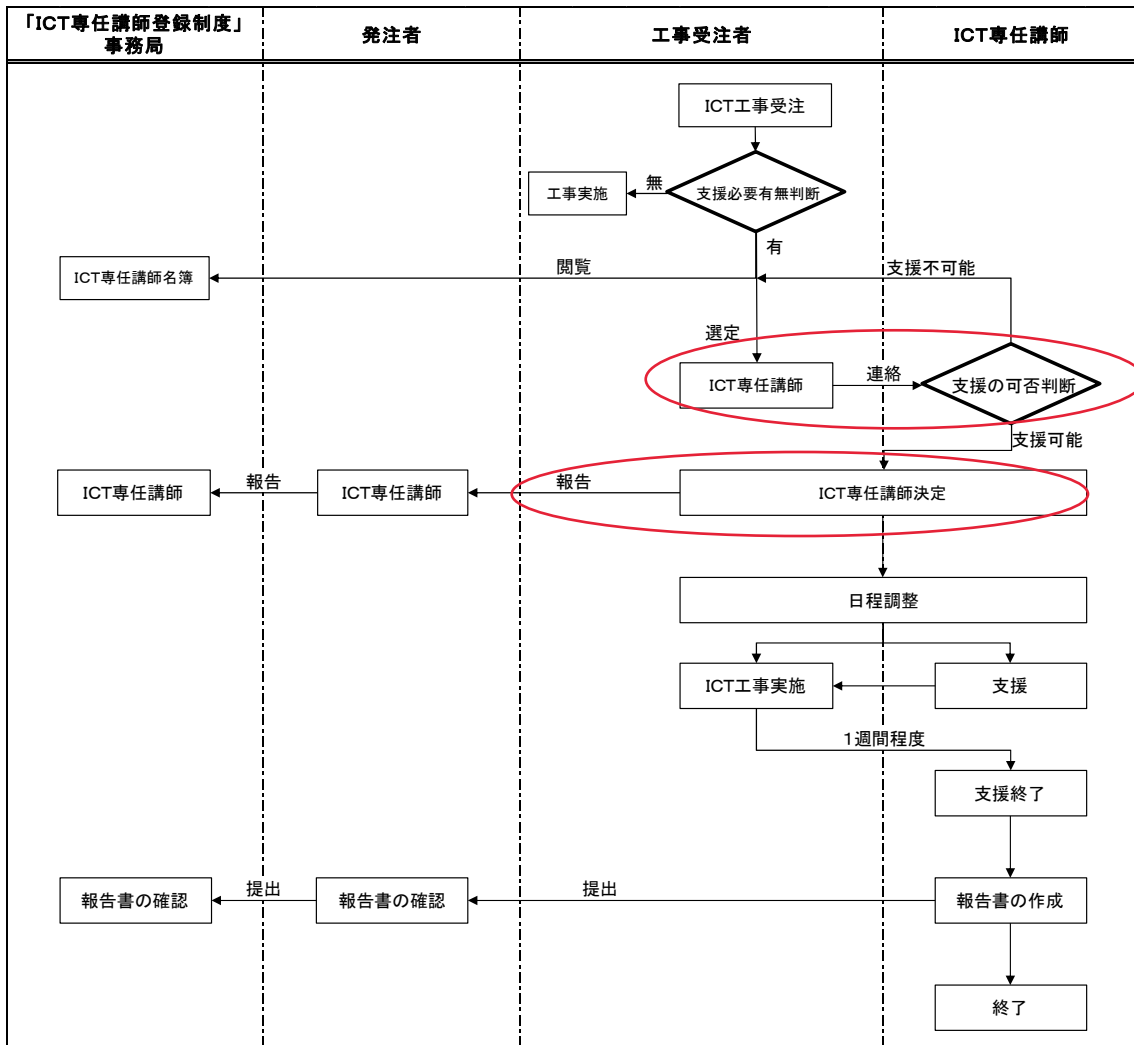 「ICT専任講師登録制度」
事務局
発注者
工事受注者
ICT専任講師
ICT工事受注
支援必要有無判断
無
工事実施
有
ICT専任講師名簿
閲覧
支援不可能
選定
ICT専任講師
連絡
支援の可否判断
支援可能
ICT専任講師
報告
ICT専任講師
報告
ICT専任講師決定
日程調整
ICT工事実施
支援
1週間程度
支援終了
報告書の確認
提出
報告書の確認
提出
報告書の作成
終了